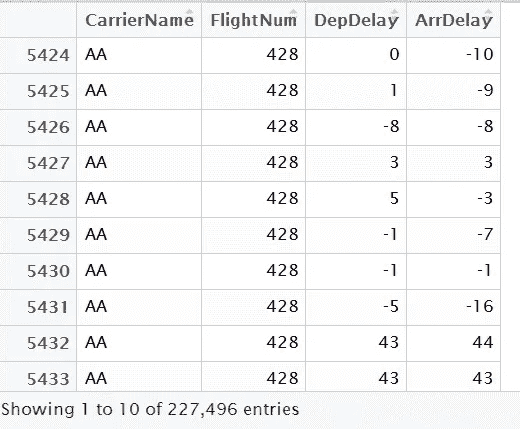 CarrierName FlightNum DepDelay ArrDelay
5424 AA 428 0 -10
5425 AA 428 1 -9
5426 AA 428 -8 -8
5427 AA 428 3 3
5428 AA 428 5 -3
5429 AA 428 -1 -7
5430 AA 428 -1 -1
5431 AA 428 -5 -16
5432 AA 428 43 44
5433 AA 428 43 43
Showing 1 to 10 of 227,496 entries